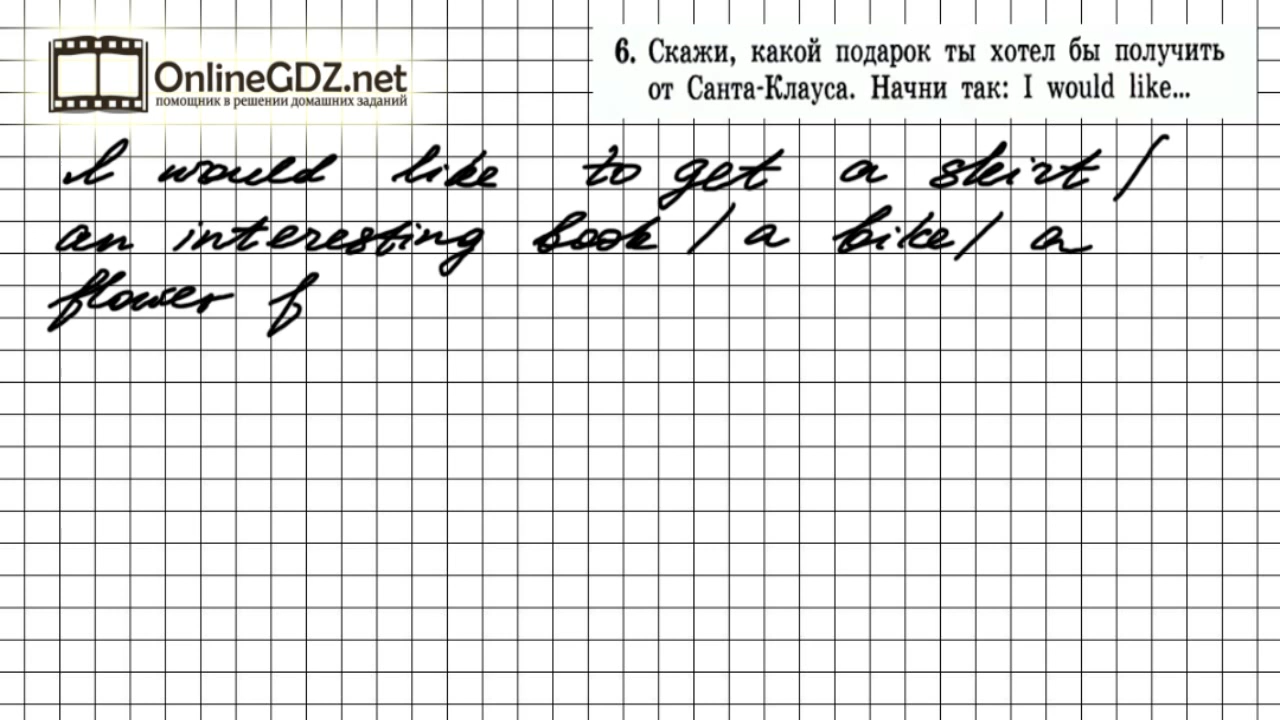 OnlineGDZ.net
помощник в решении домашних заданий
6. Скажи, какой подарок ты хотел бы получить
от Санта-Клауса. Начни так: I would like...
I would like to get a skirt /
an interesting book / a bike / a
flower f